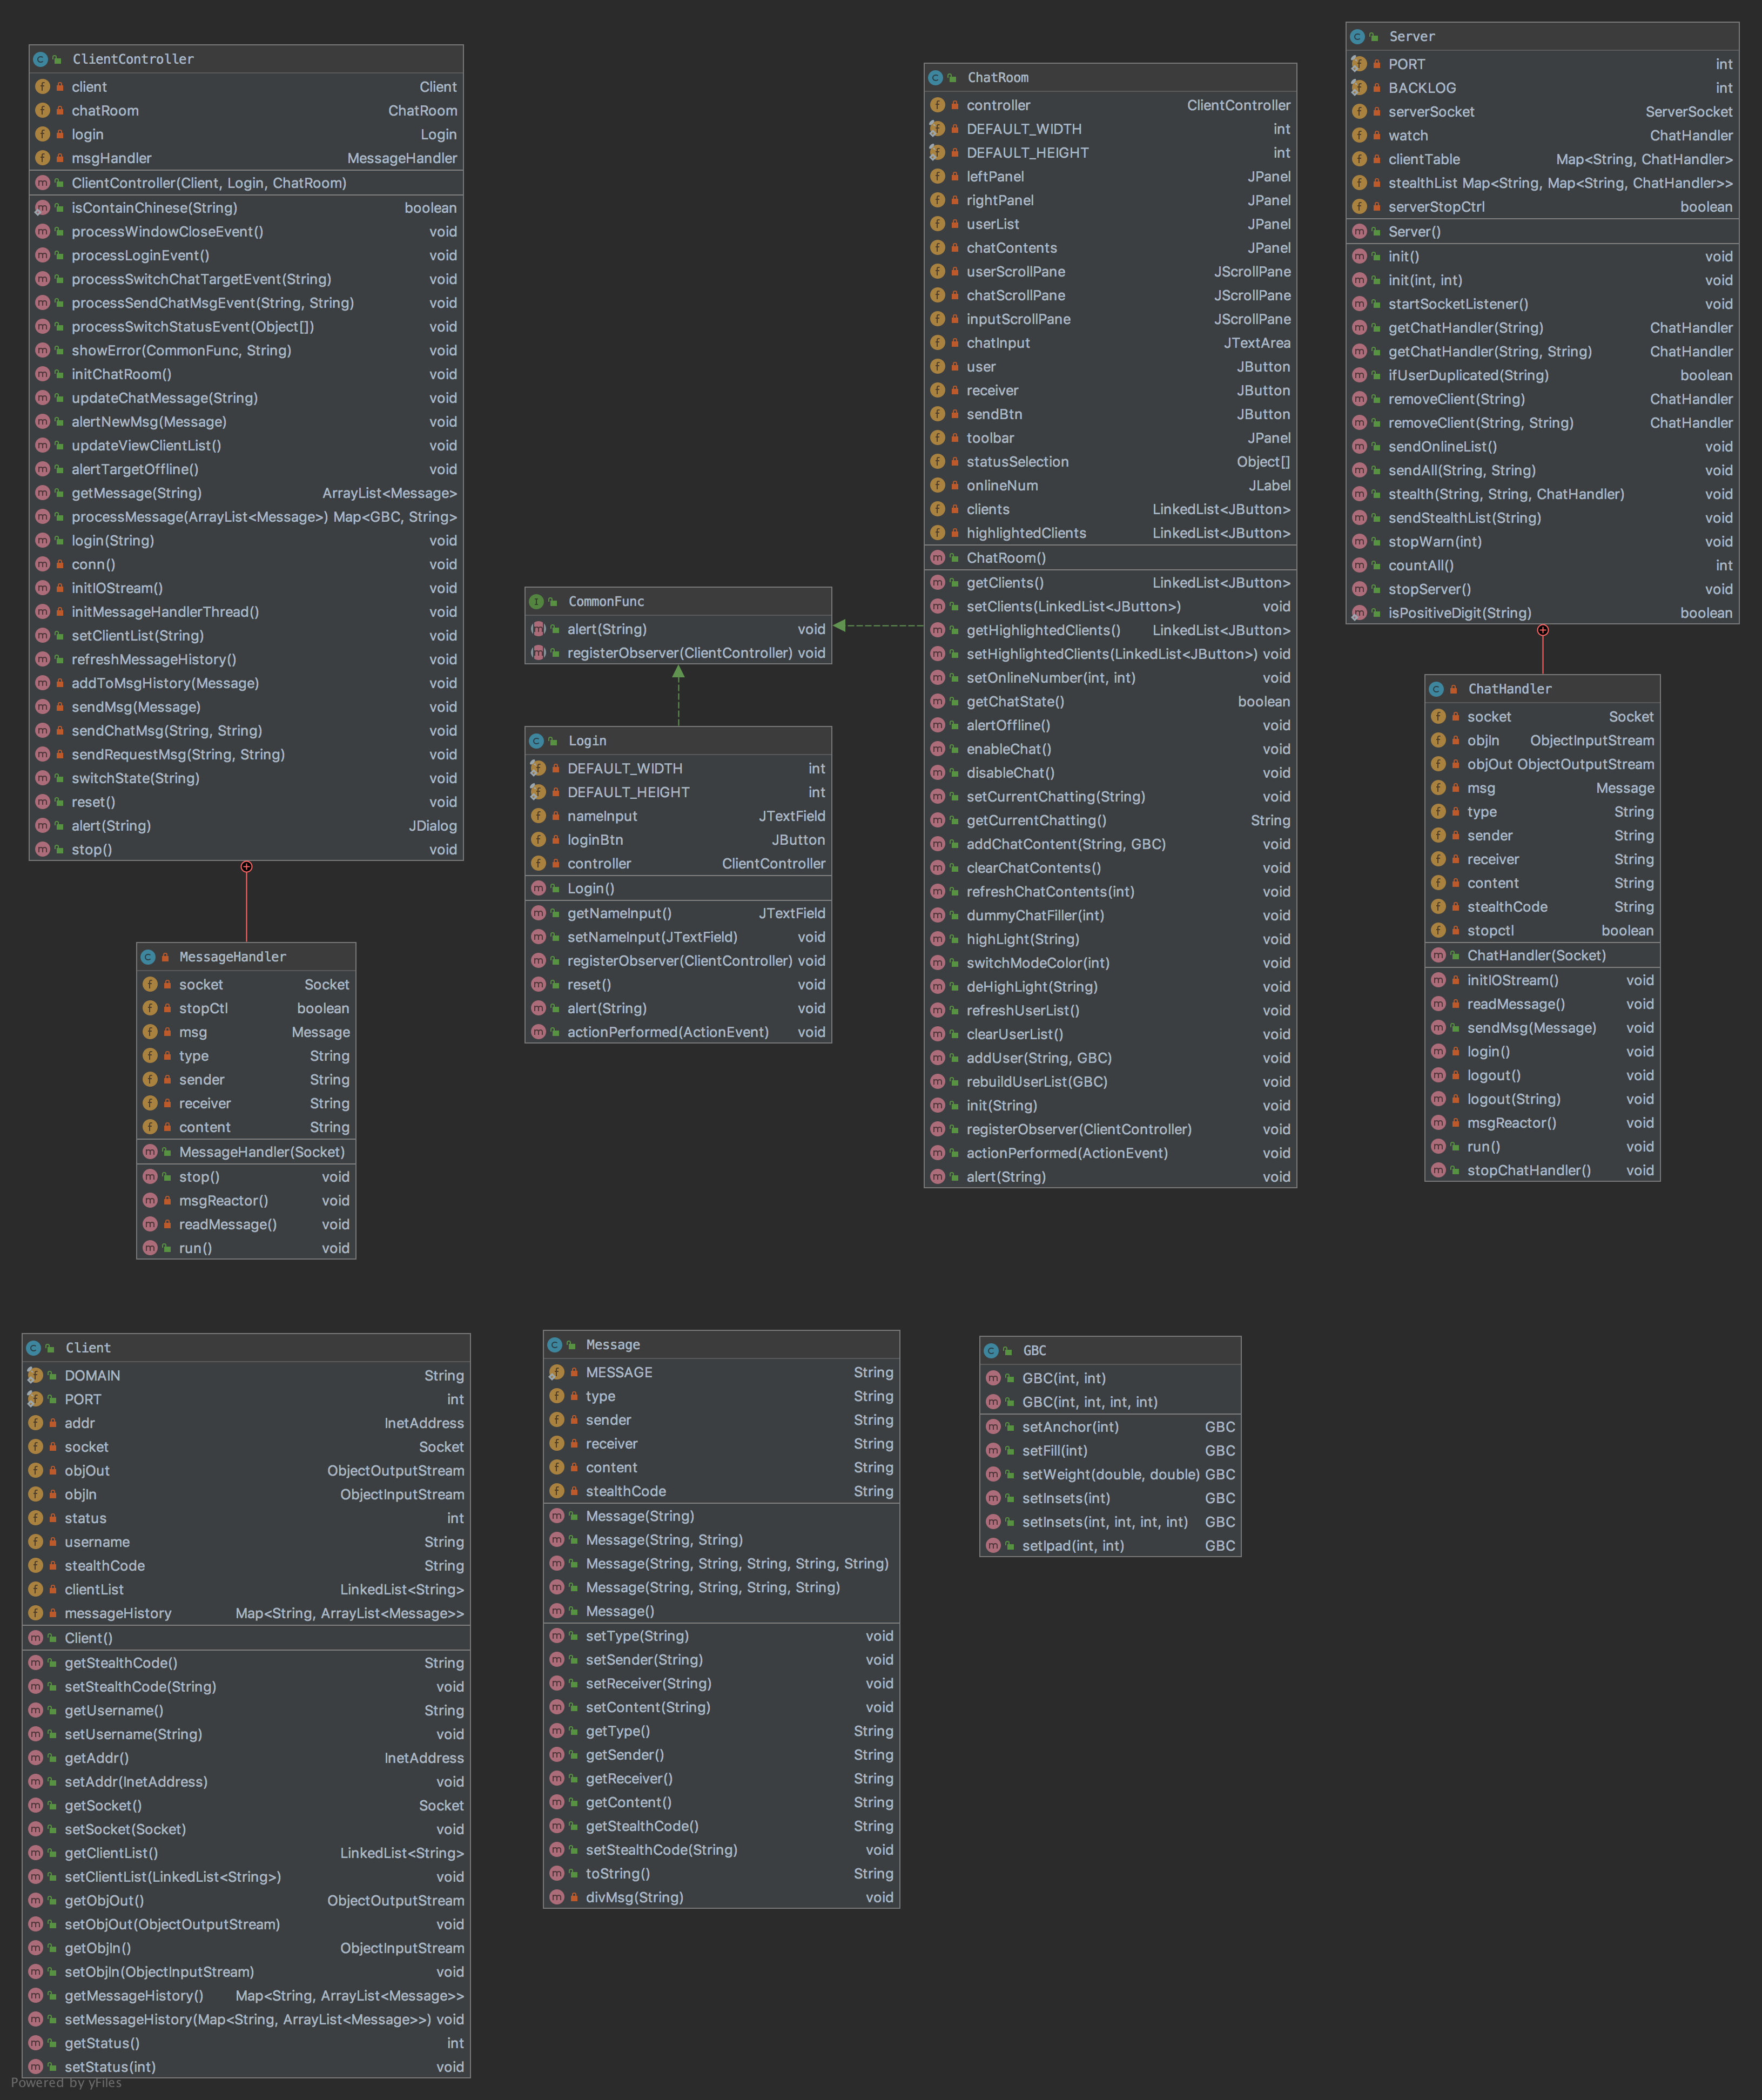 ClientController
client Client
chatRoom ChatRoom
login Login
msgHandler MessageHandler
ClientController(Client, Login, ChatRoom)
isContainChinese(String) boolean
processWindowCloseEvent() void
processLoginEvent() void
processSwitchChatTargetEvent(String) void
processSendChatMsgEvent(String, String) void
processSwitchStatusEvent(Object[]) void
showError(CommonFunc, String) void
initChatRoom() void
updateChatMessage(String) void
alertNewMsg(Message) void
updateViewClientList() void
alertTargetOffline() void
getMessage(String) ArrayList<Message>
processMessage(ArrayList<Message>) Map<GBC, String>
login(String) void
conn() void
initIOStream() void
initMessageHandlerThread() void
setClientList(String) void
refreshMessageHistory() void
addToMsgHistory(Message) void
sendMsg(Message) void
sendChatMsg(String, String) void
sendRequestMsg(String, String) void
switchState(String) void
reset() void
alert(String) JDialog
stop() void
MessageHandler
socket Socket
stopCtl boolean
msg Message
type String
sender String
receiver String
content String
MessageHandler(Socket)
stop() void
msgReactor() void
readMessage() void
run() void
CommonFunc
alert(String) void
registerObserver(ClientController) void
Login
DEFAULT_WIDTH int
DEFAULT_HEIGHT int
nameInput JTextField
loginBtn JButton
controller ClientController
Login()
getNameInput() JTextField
setNameInput(JTextField) void
registerObserver(ClientController) void
reset() void
alert(String) void
actionPerformed(ActionEvent) void
ChatRoom
controller ClientController
DEFAULT_WIDTH int
DEFAULT_HEIGHT int
leftPanel JPanel
rightPanel JPanel
userList JPanel
chatContents JPanel
userScrollPane JScrollPane
chatScrollPane JScrollPane
inputScrollPane JScrollPane
chatInput JTextArea
user JButton
receiver JButton
sendBtn JButton
toolbar JPanel
statusSelection Object[]
onlineNum JLabel
clients LinkedList<JButton>
highlightedClients LinkedList<JButton>
ChatRoom()
getClients() LinkedList<JButton>
setClients(LinkedList<JButton>) void
getHighlightedClients() LinkedList<JButton>
setHighlightedClients(LinkedList<JButton>) void
setOnlineNumber(int, int) void
getChatState() boolean
alertOffline() void
enableChat() void
disableChat() void
setCurrentChatting(String) void
getCurrentChatting() String
addChatContent(String, GBC) void
clearChatContents() void
refreshChatContents(int) void
dummyChatFiller(int) void
highLight(String) void
switchModeColor(int) void
deHighLight(String) void
refreshUserList() void
clearUserList() void
addUser(String, GBC) void
rebuildUserList(GBC) void
init(String) void
registerObserver(ClientController) void
actionPerformed(ActionEvent) void
alert(String) void
Server
PORT int
BACKLOG int
serverSocket ServerSocket
watch ChatHandler
clientTable Map<String, ChatHandler>
stealthList Map<String, Map<String, ChatHandler>>
serverStopCtrl boolean
Server()
init() void
init(int, int) void
startSocketListener() void
getChatHandler(String) ChatHandler
getChatHandler(String, String) ChatHandler
ifUserDuplicated(String) boolean
removeClient(String) ChatHandler
removeClient(String, String) ChatHandler
sendOnlineList() void
sendAll(String, String) void
stealth(String, String, ChatHandler) void
sendStealthList(String) void
stopWarn(int) void
countAll() int
stopServer() void
isPositiveDigit(String) boolean
ChatHandler
socket Socket
objIn ObjectInputStream
objOut ObjectOutputStream
msg Message
type String
sender String
receiver String
content String
stealthCode String
stopctl boolean
ChatHandler(Socket)
initIOStream() void
readMessage() void
sendMsg(Message) void
login() void
logout() void
logout(String) void
msgReactor() void
run() void
stopChatHandler() void
Client
DOMAIN String
PORT int
addr InetAddress
socket Socket
objOut ObjectOutputStream
objIn ObjectInputStream
status int
username String
stealthCode String
clientList LinkedList<String>
messageHistory Map<String, ArrayList<Message>>
Client()
getStealthCode() String
setStealthCode(String) void
getUsername() String
setUsername(String) void
getAddr() InetAddress
setAddr(InetAddress) void
getSocket() Socket
setSocket(Socket) void
getClientList() LinkedList<String>
setClientList(LinkedList<String>) void
getObjOut() ObjectOutputStream
setObjOut(ObjectOutputStream) void
getObjIn() ObjectInputStream
setObjIn(ObjectInputStream) void
getMessageHistory() Map<String, ArrayList<Message>>
setMessageHistory(Map<String, ArrayList<Message>>) void
getStatus() int
setStatus(int) void
Message
MESSAGE String
type String
sender String
receiver String
content String
stealthCode String
Message(String)
Message(String, String)
Message(String, String, String, String, String)
Message(String, String, String, String)
Message()
setType(String) void
setSender(String) void
setReceiver(String) void
setContent(String) void
getType() String
getSender() String
getReceiver() String
getContent() String
getStealthCode() String
setStealthCode(String) void
toString() String
divMsg(String) void
GBC
GBC(int, int)
GBC(int, int, int, int)
setAnchor(int) GBC
setFill(int) GBC
setWeight(double, double) GBC
setInsets(int) GBC
setInsets(int, int, int, int) GBC
setIpad(int, int) GBC
Powered by yFiles